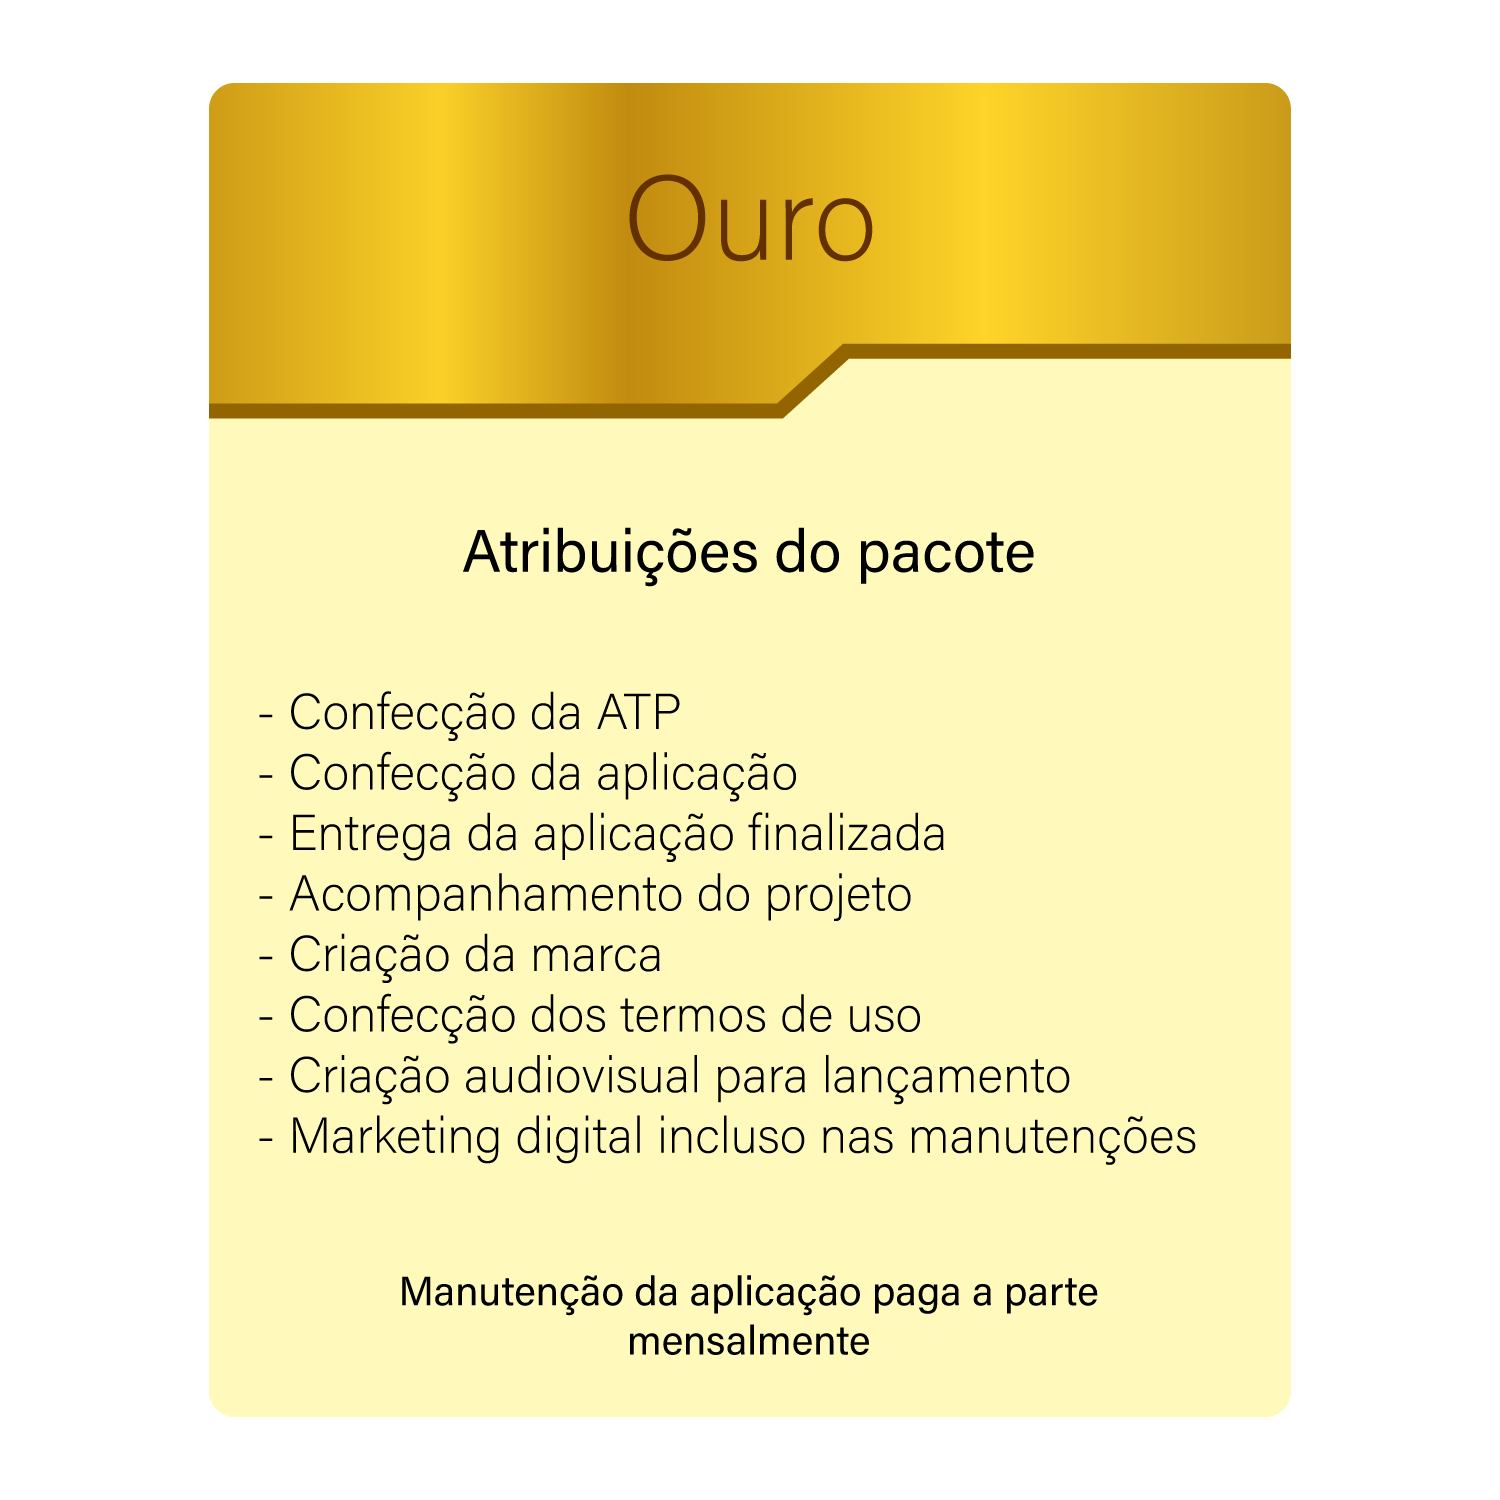 Ouro
Atribuições do pacote
- Confecção da ATP
- Confecção da aplicação
- Entrega da aplicação finalizada
- Acompanhamento do projeto
- Criação da marca
- Confecção dos termos de uso
- Criação audiovisual para lançamento
- Marketing digital incluso nas manutenções
Manutenção da aplicação paga a parte
mensalmente